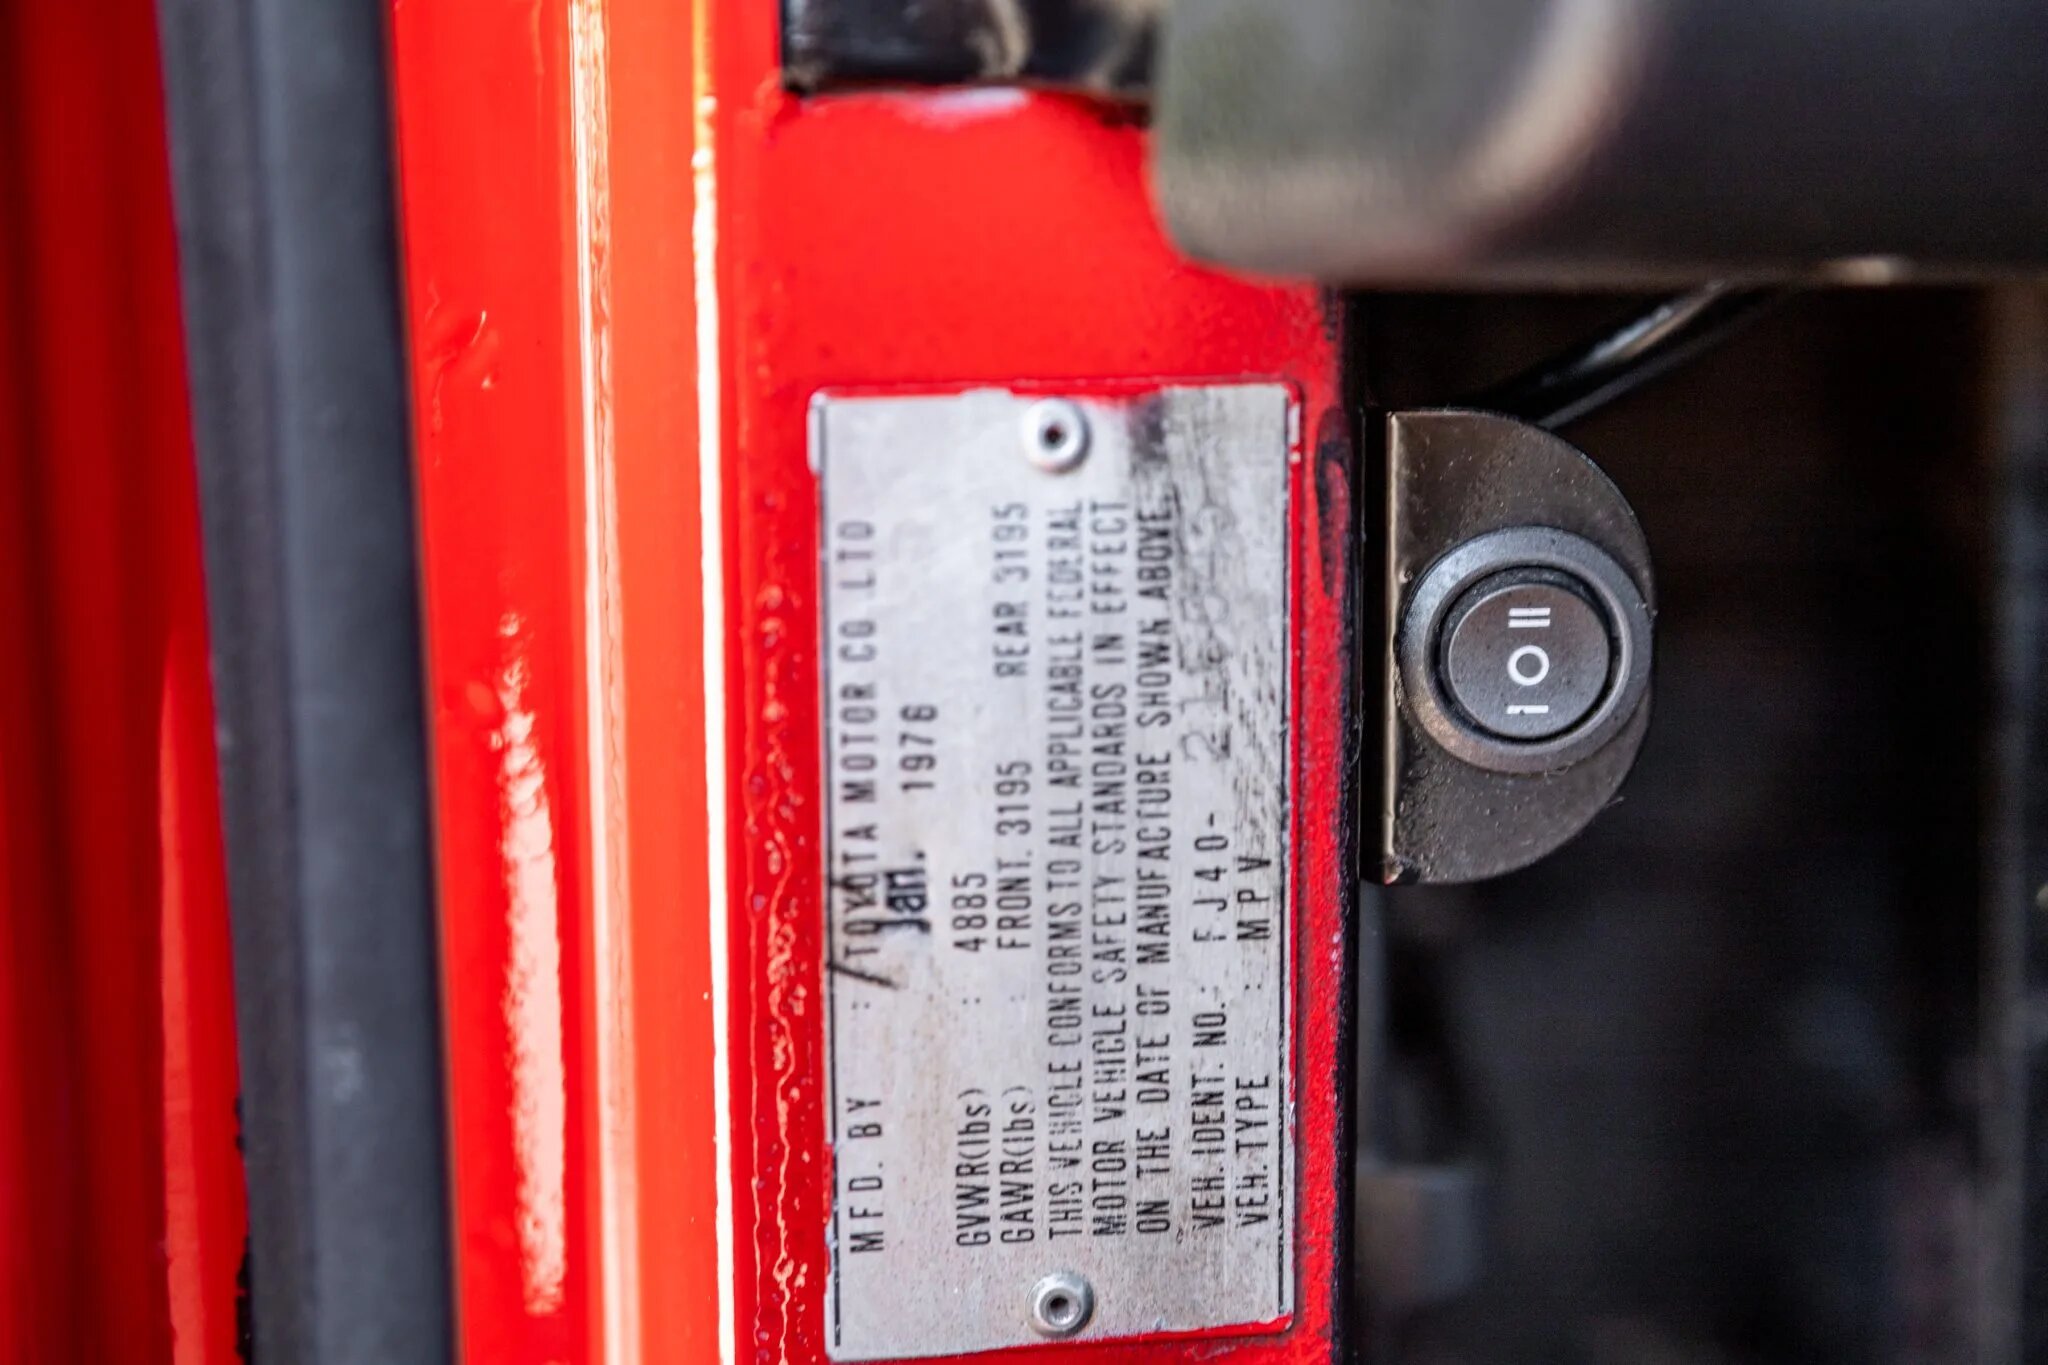 MFD. BY : TOYOTA MOTOR CO. LTD
Jan. 1976
GVWR(lbs) : 4885
GAWR(lbs) : FRONT. 3195 REAR 3195
THIS VEHICLE CONFORMS TO ALL APPLICABLE FEDERAL
MOTOR VEHICLE SAFETY STANDARDS IN EFFECT
ON THE DATE OF MANUFACTURE SHOWN ABOVE.
VEH. IDENT. NO. : FJ40-
VEH. TYPE : MPV
I O II